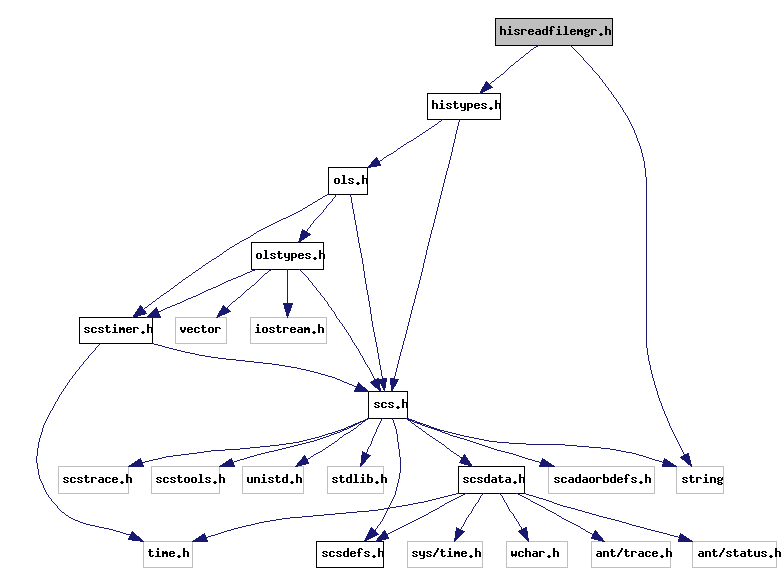 hisreadfilemgr.h
histypes.h
ols.h
olstypes.h
scstimer.h
vector
iostream.h
scs.h
scstrace.h
scstools.h
unistd.h
stdlib.h
scsdata.h
scadaorbdefs.h
string
time.h
scsdefs.h
sys/time.h
wchar.h
ant/trace.h
ant/status.h